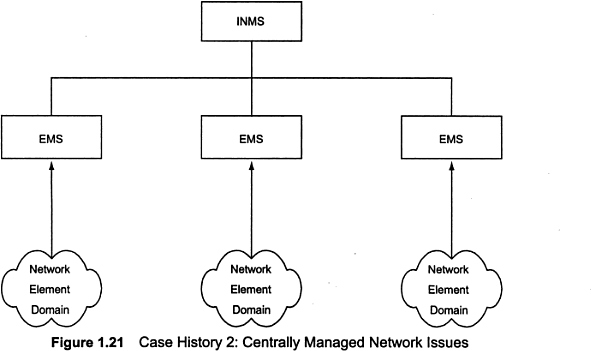 INMS
EMS EMS EMS
Network Network Network
Element Element Element
Domain Domain Domain
Figure 1.21 Case History 2: Centrally Managed Network Issues